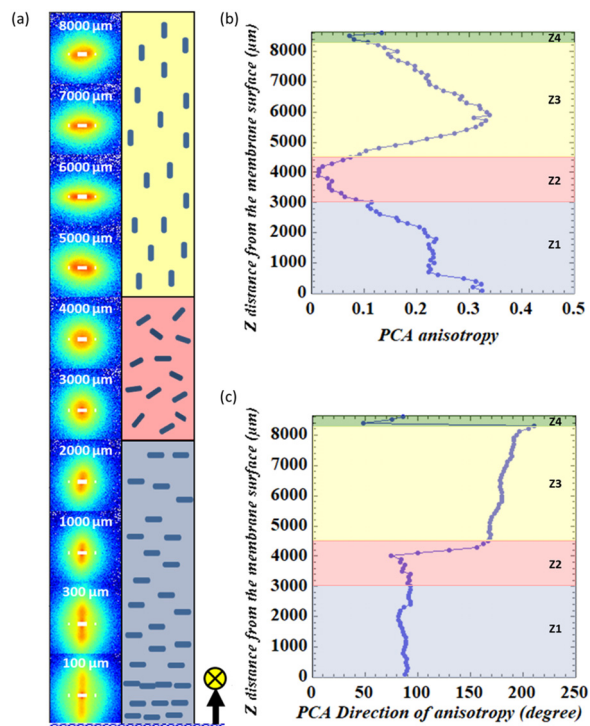 (a)
8000 μm
7000 μm
6000 μm
5000 μm
4000 μm
3000 μm
2000 μm
1000 μm
300 μm
100 μm
(b)
Z distance from the membrane surface (μm)
8000
7000
6000
5000
4000
3000
2000
1000
0
Z4
Z3
Z2
Z1
0 0.1 0.2 0.3 0.4 0.5
PCA anisotropy
(c)
Z distance from the membrane surface (μm)
8000
7000
6000
5000
4000
3000
2000
1000
0
Z4
Z3
Z2
Z1
0 50 100 150 200 250
PCA Direction of anisotropy (degree)